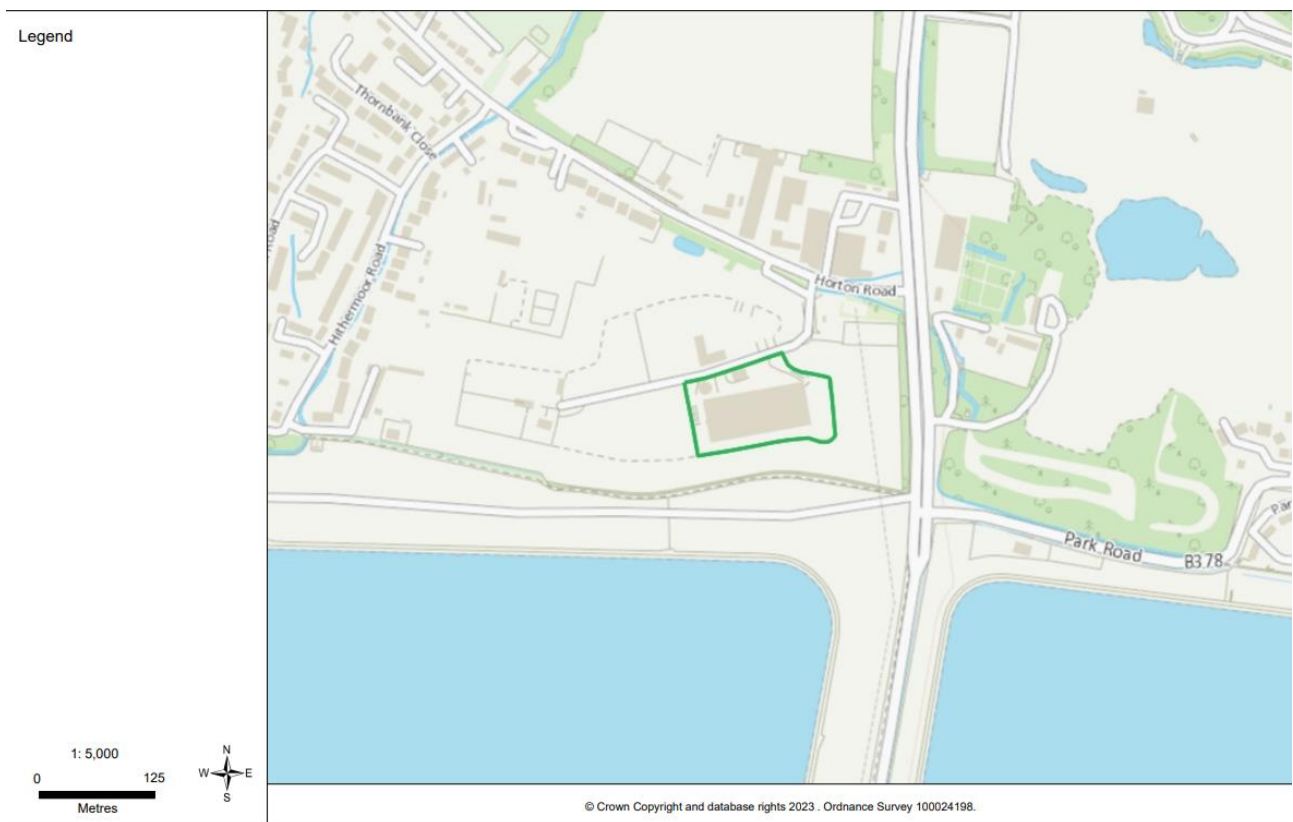 Legend
Thornbank Close
Hithermoor Road
Road
Horton Road
Park Road
B378
1: 5,000
0 125
Metres
N
W E
S
© Crown Copyright and database rights 2023 . Ordnance Survey 100024198.